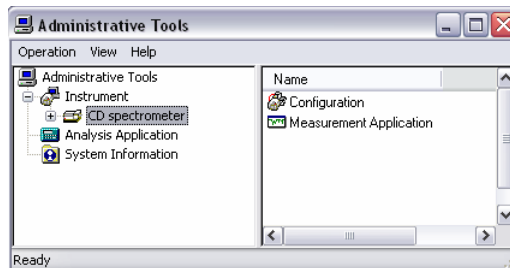 Administrative Tools
Operation View Help
Administrative Tools
Instrument
CD spectrometer
Analysis Application
System Information
Name
Configuration
Measurement Application
Ready